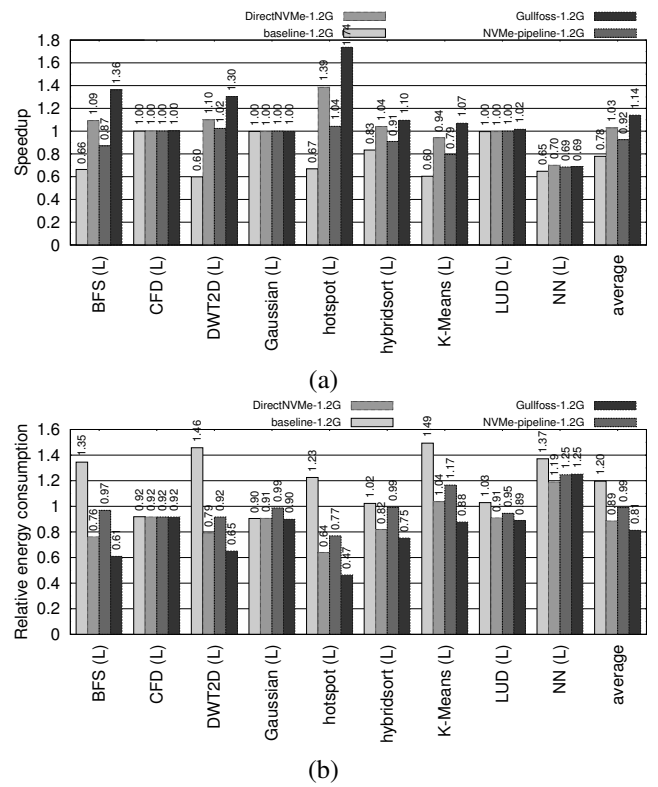 DirectNVMe-1.2G Gullfoss-1.2G
baseline-1.2G NVMe-pipeline-1.2G
Speedup
1.8
1.6
1.4
1.2
1
0.8
0.6
0.4
0.2
0
0.66 1.09 0.87 1.36
1.00 1.00 1.00 1.00
0.60 1.10 1.02 1.30
1.00 1.00 1.00 1.00
0.67 1.39 1.04 1.74
0.83 1.04 0.91 1.10
0.60 0.94 0.79 1.07
1.00 1.00 1.00 1.02
0.65 0.70 0.69 0.69
0.78 1.03 0.92 1.14
BFS (L)
CFD (L)
DWT2D (L)
Gaussian (L)
hotspot (L)
hybridsort (L)
K-Means (L)
LUD (L)
NN (L)
average
(a)
DirectNVMe-1.2G Gullfoss-1.2G
baseline-1.2G NVMe-pipeline-1.2G
Relative energy consumption
1.6
1.4
1.2
1
0.8
0.6
0.4
0.2
0
1.35 0.76 0.97 0.61
0.92 0.92 0.92 0.92
1.46 0.79 0.92 0.65
0.90 0.91 0.99 0.90
1.23 0.64 0.77 0.47
1.02 0.82 0.99 0.75
1.49 1.04 1.17 0.88
1.03 0.91 0.95 0.89
1.37 1.19 1.25 1.25
1.20 0.89 0.99 0.81
BFS (L)
CFD (L)
DWT2D (L)
Gaussian (L)
hotspot (L)
hybridsort (L)
K-Means (L)
LUD (L)
NN (L)
average
(b)